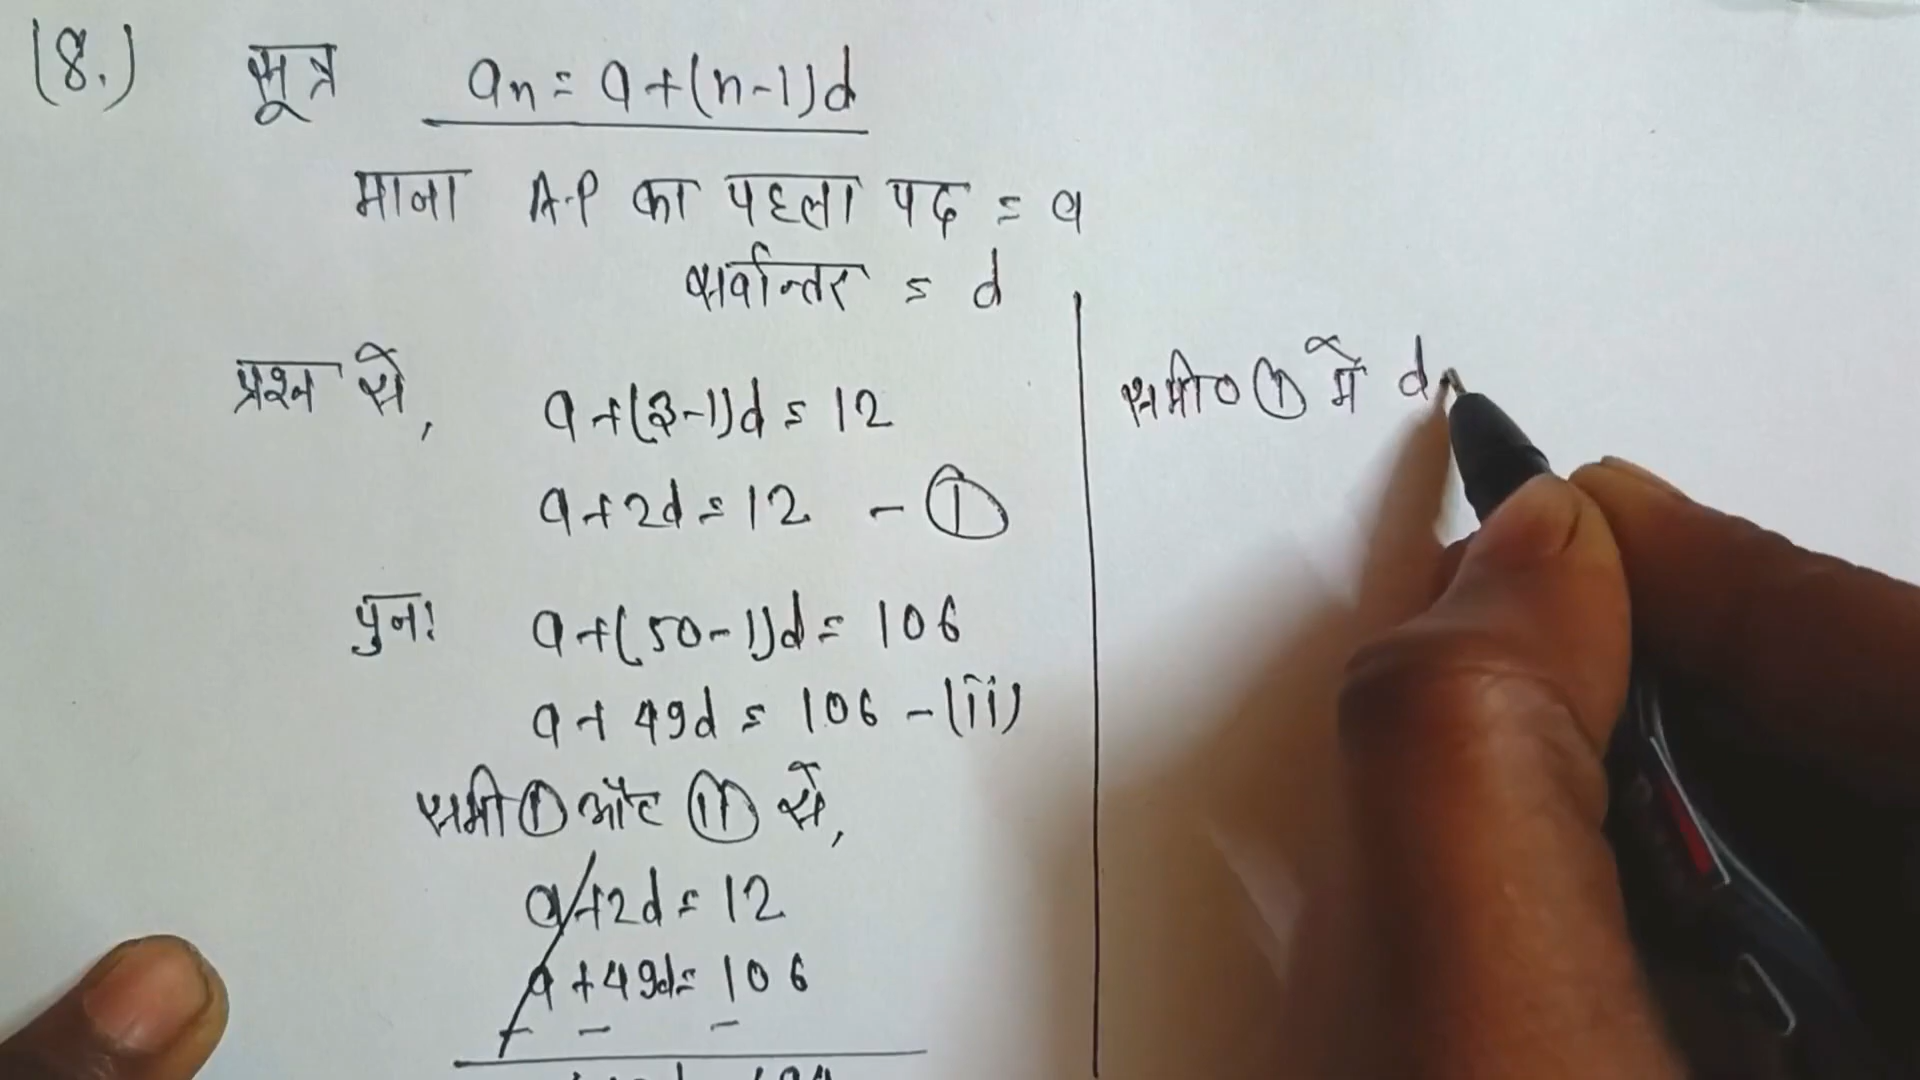 (8.) सूत्र an = a+(n-1)d
माना A.P का पहला पद = a
सर्वान्तर = d
प्रश्न से, a+(3-1)d = 12
a+2d = 12 - (I)
पुनः a+(50-1)d = 106
a+49d = 106 - (ii)
समी (I) और (II) से,
a+2d = 12
a+49d = 106
- - -
समी० (I) में d